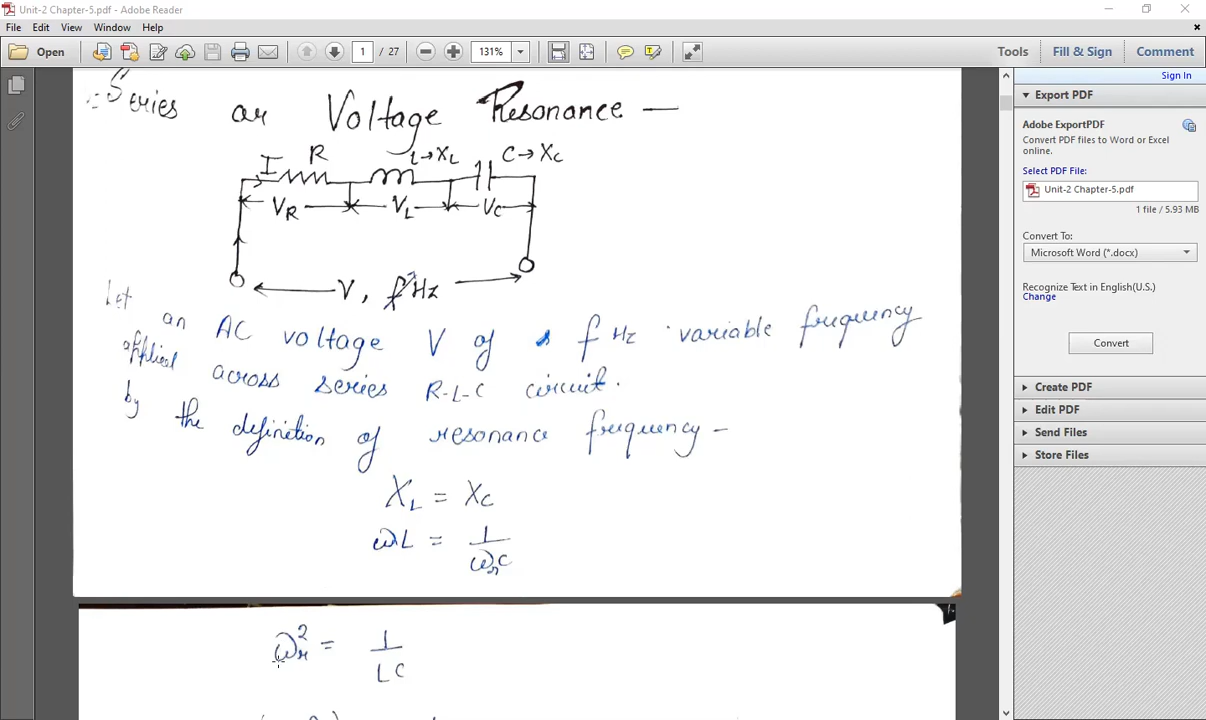 Unit-2 Chapter-5.pdf - Adobe Reader
File Edit View Window Help
Open 1 / 27 131% Tools Fill & Sign Comment
Sign In
Export PDF
Adobe ExportPDF
Convert PDF files to Word or Excel
online.
Select PDF File:
Unit-2 Chapter-5.pdf
1 file / 5.93 MB
Convert To:
Microsoft Word (*.docx)
Recognize Text in English(U.S.)
Change
Convert
Create PDF
Edit PDF
Send Files
Store Files
Series or Voltage Resonance —
I R L→XL C→XC
VR VL VC
V, f Hz
Let an AC voltage V of f Hz variable frequency
applied across series R-L-C circuit.
by the definition of resonance frequency -
XL = XC
ωL = 1/ωrC
ωr² = 1/LC